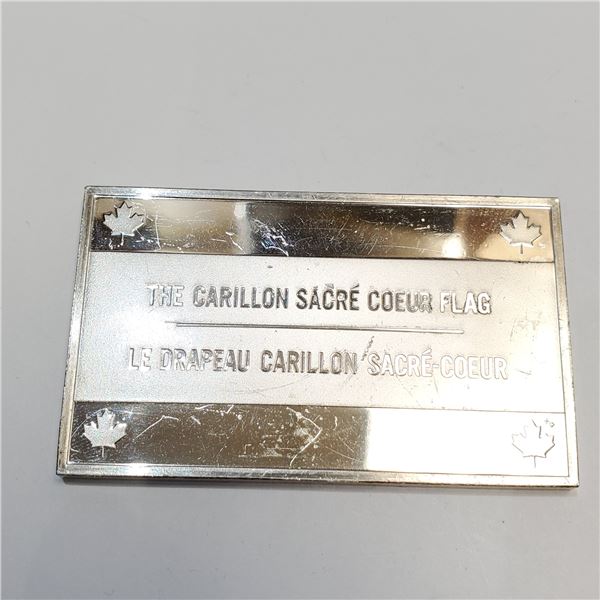 THE CARILLON SACRÉ COEUR FLAG
LE DRAPEAU CARILLON SACRÉ-COEUR